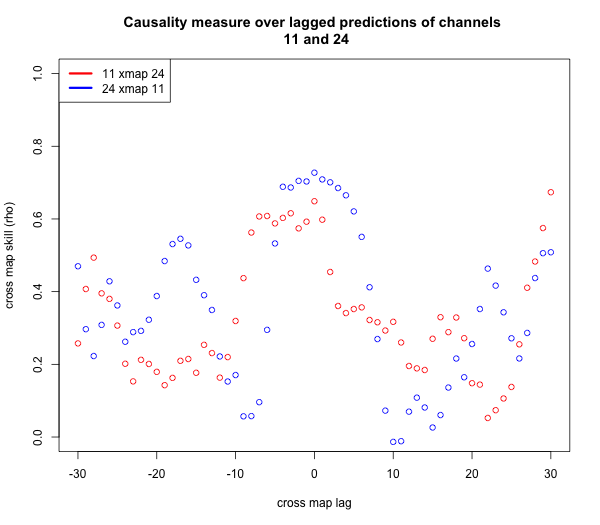 Causality measure over lagged predictions of channels
11 and 24
11 xmap 24
24 xmap 11
cross map skill (rho)
1.0
0.8
0.6
0.4
0.2
0.0
-30 -20 -10 0 10 20 30
cross map lag